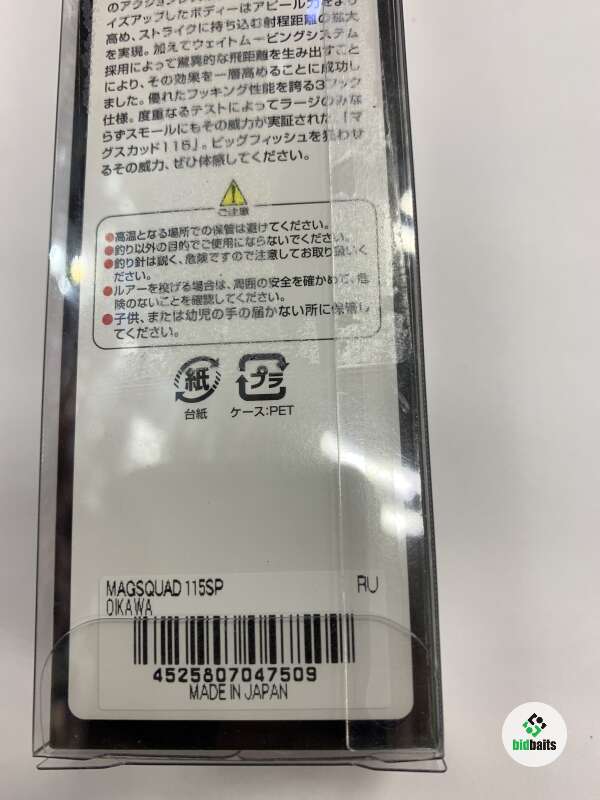 のアクションレス
イズアップしたボディーはアピール力をより
高め、ストライクに持ち込む射程距離の拡大
を実現。加えてウェイトムービングシステム
採用によって驚異的な飛距離を生み出すこと
により、その効果を一層高めることに成功し
ました。優れたフッキング性能を誇る3フック
仕様。度重なるテストによってラージのみな
らずスモールにもその威力が実証された、「マ
グスカッド115」。ビッグフィッシュを狂わせ
るその威力、ぜひ体感してください。
ご注意
●高温となる場所での保管は避けてください。
●釣り以外の目的でご使用にならないでください。
●釣り針は鋭く、危険ですので注意してお取り扱いく
ださい。
●ルアーを投げる場合は、周囲の安全を確かめて、危
険のないことを確認してください。
●子供、または幼児の手の届かない所に保管し
てください。
紙 プラ
台紙 ケース:PET
MAGSQUAD 115SP RU
OIKAWA
4525807047509
MADE IN JAPAN
bidbaits